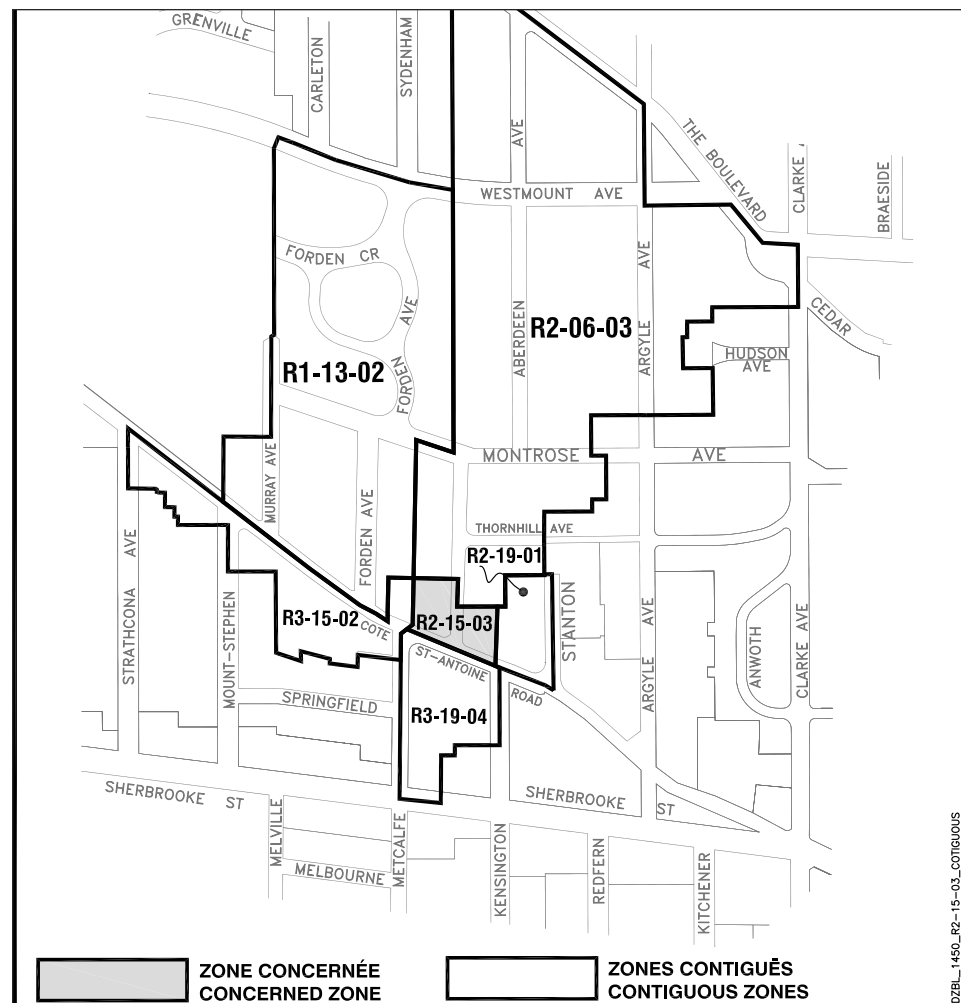 GRENVILLE
CARLETON
SYDENHAM
AVE
THE BOULEVARD
CLARKE A
BRAESIDE
WESTMOUNT AVE
FORDEN CR
FORDEN AVE
ABERDEEN
ARGYLE AVE
R2-06-03
CEDAR
HUDSON
AVE
R1-13-02
MONTROSE AVE
MURRAY AVE
FORDEN AVE
THORNHILL AVE
R2-19-01
STRATHCONA AVE
MOUNT-STEPHEN
R3-15-02
COTE
R2-15-03
ST-ANTOINE
ROAD
STANTON
ARGYLE AVE
ANWOTH
CLARKE AVE
SPRINGFIELD
R3-19-04
SHERBROOKE ST
SHERBROOKE ST
MELVILLE
METCALFE
MELBOURNE
KENSINGTON
REDFERN
KITCHENER
ZONE CONCERNÉE
CONCERNED ZONE
ZONES CONTIGUËS
CONTIGUOUS ZONES
DZBL_1450_R2-15-03_COTIGUOUS